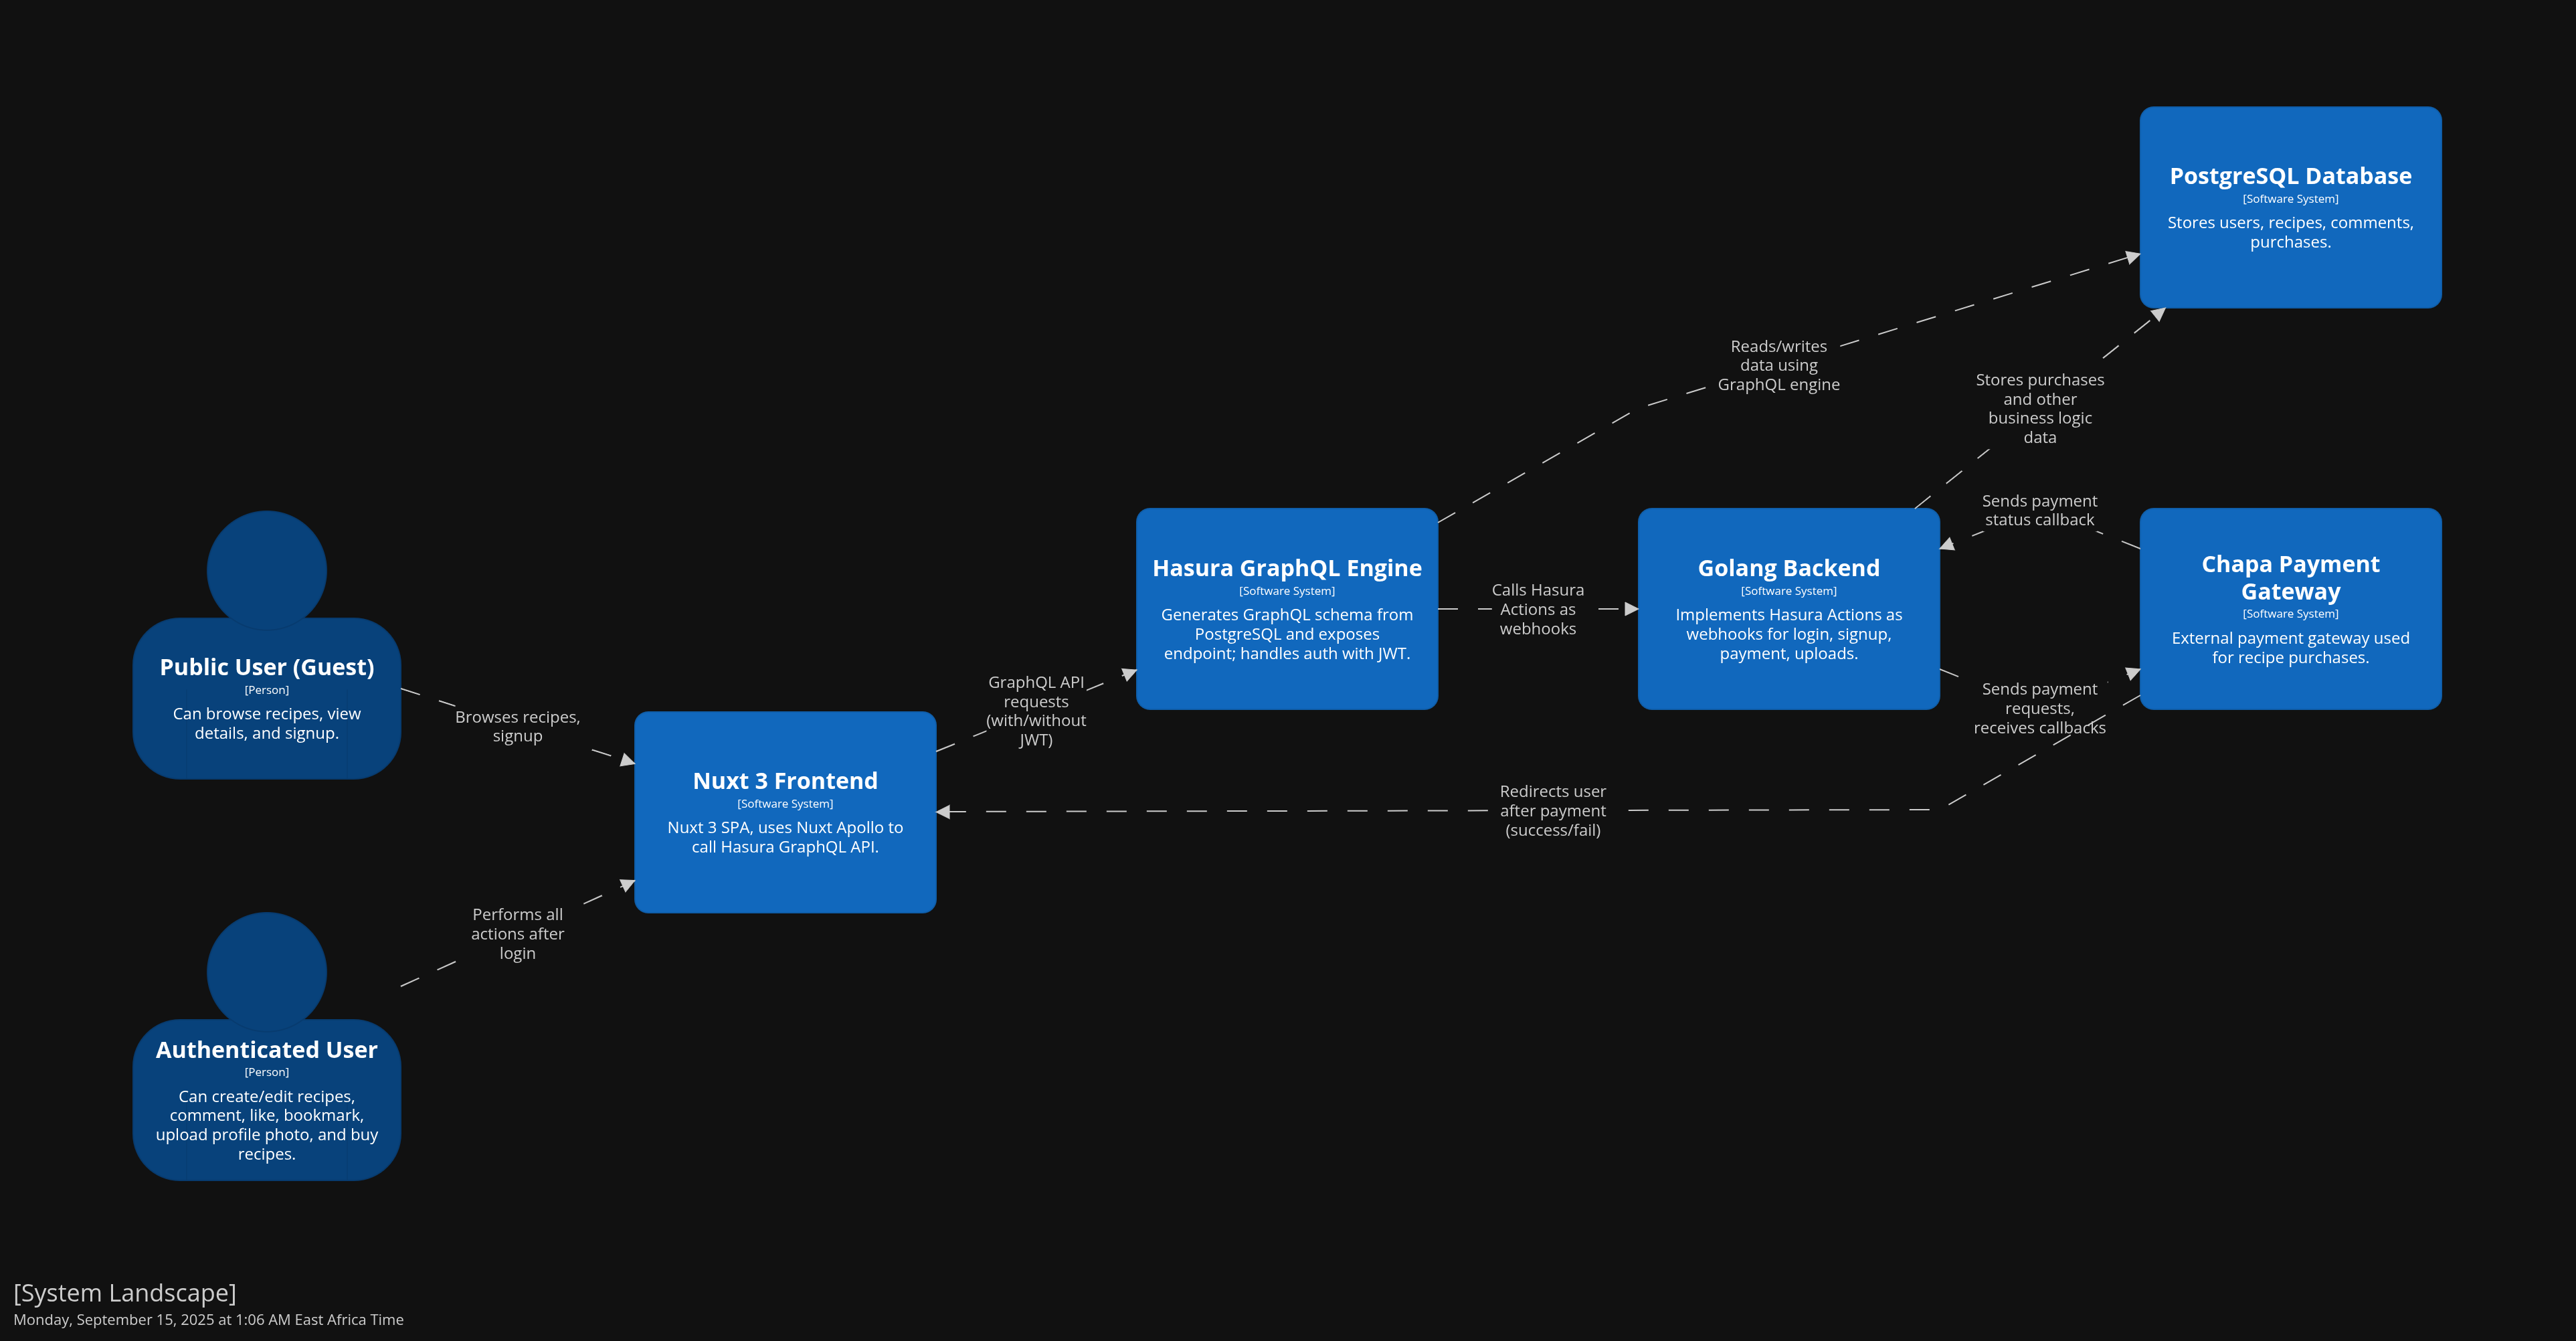 PostgreSQL Database
[Software System]
Stores users, recipes, comments,
purchases.
Reads/writes
data using
GraphQL engine
Stores purchases
and other
business logic
data
Sends payment
status callback
Hasura GraphQL Engine
[Software System]
Generates GraphQL schema from
PostgreSQL and exposes
endpoint; handles auth with JWT.
Calls Hasura
Actions as
webhooks
Golang Backend
[Software System]
Implements Hasura Actions as
webhooks for login, signup,
payment, uploads.
Chapa Payment
Gateway
[Software System]
External payment gateway used
for recipe purchases.
Sends payment
requests,
receives callbacks
Public User (Guest)
[Person]
Can browse recipes, view
details, and signup.
Browses recipes,
signup
GraphQL API
requests
(with/without
JWT)
Nuxt 3 Frontend
[Software System]
Nuxt 3 SPA, uses Nuxt Apollo to
call Hasura GraphQL API.
Redirects user
after payment
(success/fail)
Performs all
actions after
login
Authenticated User
[Person]
Can create/edit recipes,
comment, like, bookmark,
upload profile photo, and buy
recipes.
[System Landscape]
Monday, September 15, 2025 at 1:06 AM East Africa Time